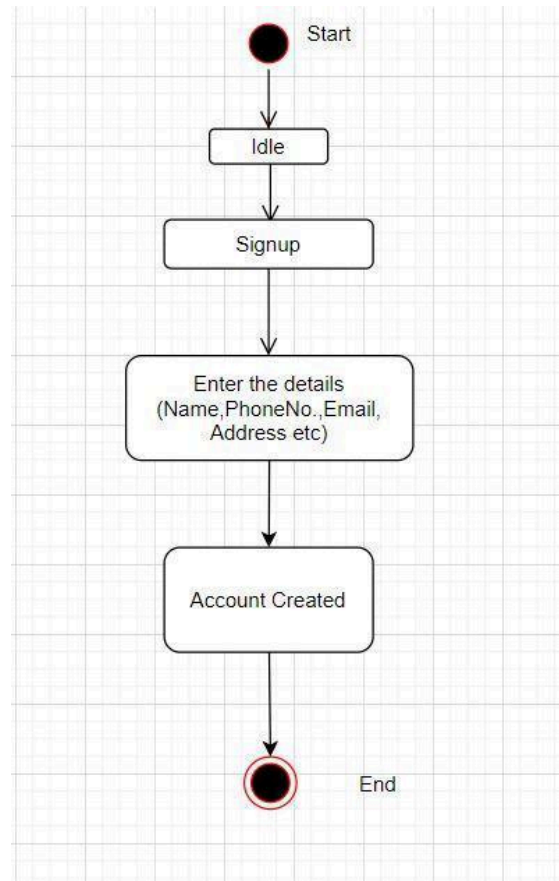 Start
Idle
Signup
Enter the details
(Name,PhoneNo.,Email,
Address etc)
Account Created
End